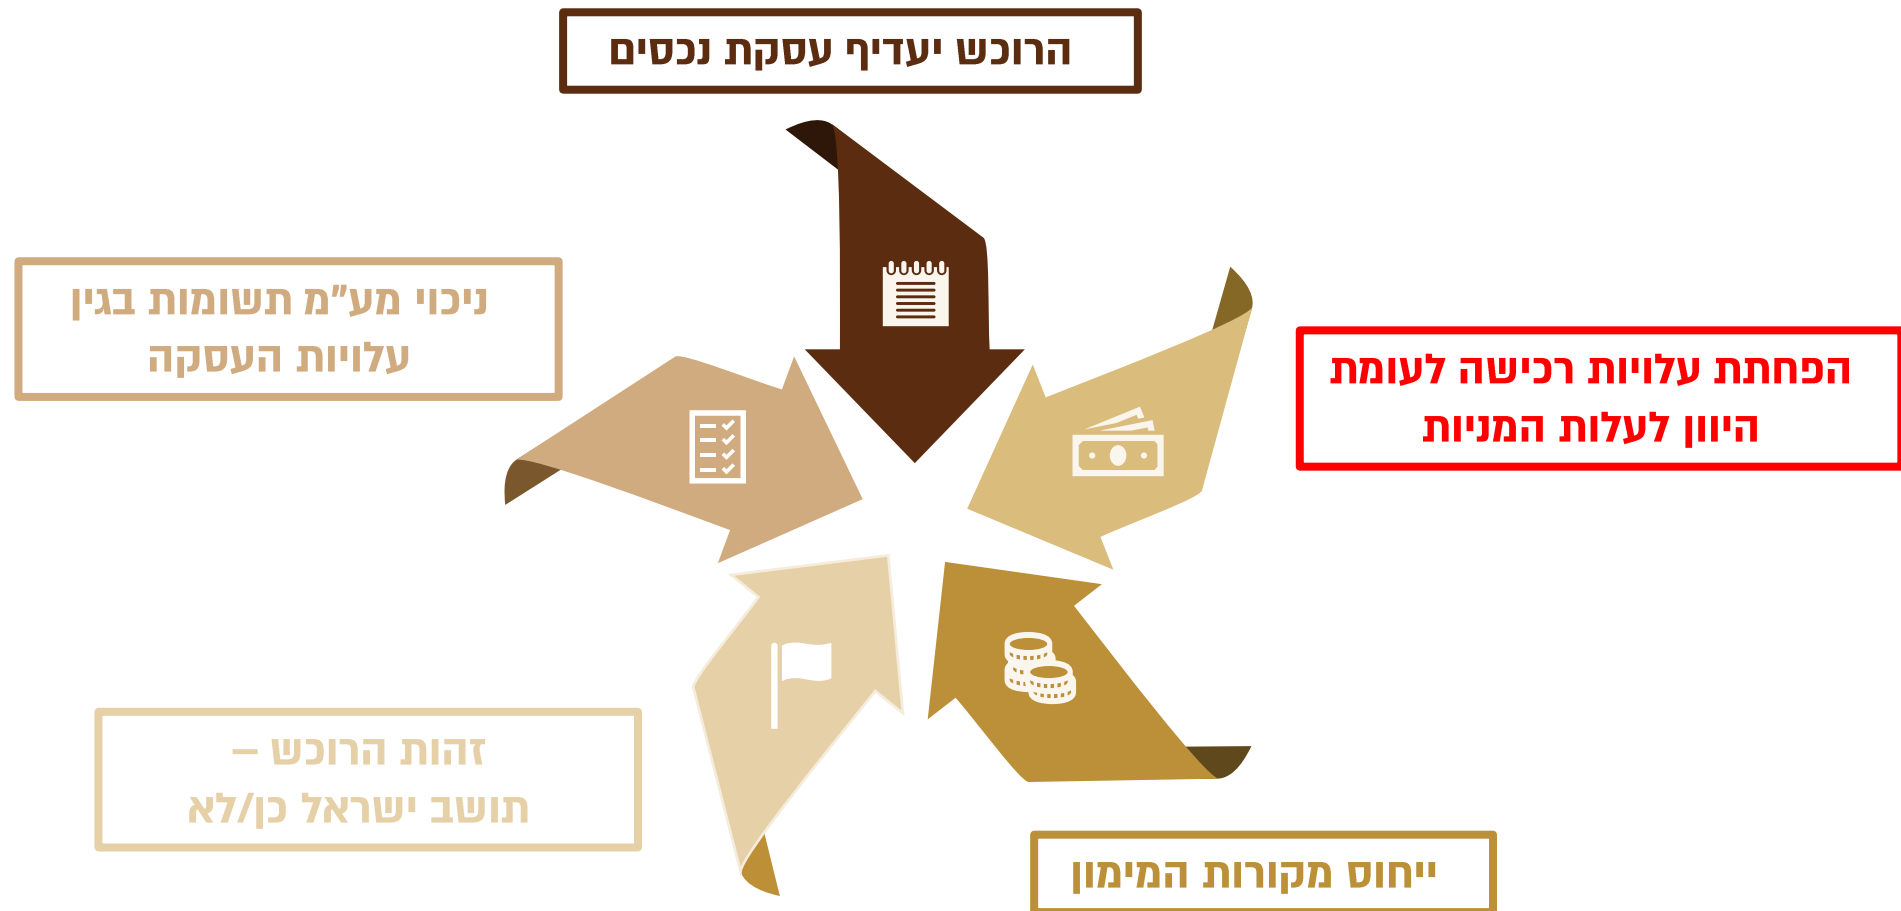 הרוכש יעדיף עסקת נכסים
הפחתת עלויות רכישה לעומת
היוון לעלות המניות
ייחוס מקורות המימון
זהות הרוכש –
תושב ישראל כן/לא
ניכוי מע"מ תשומות בגין
עלויות העסקה